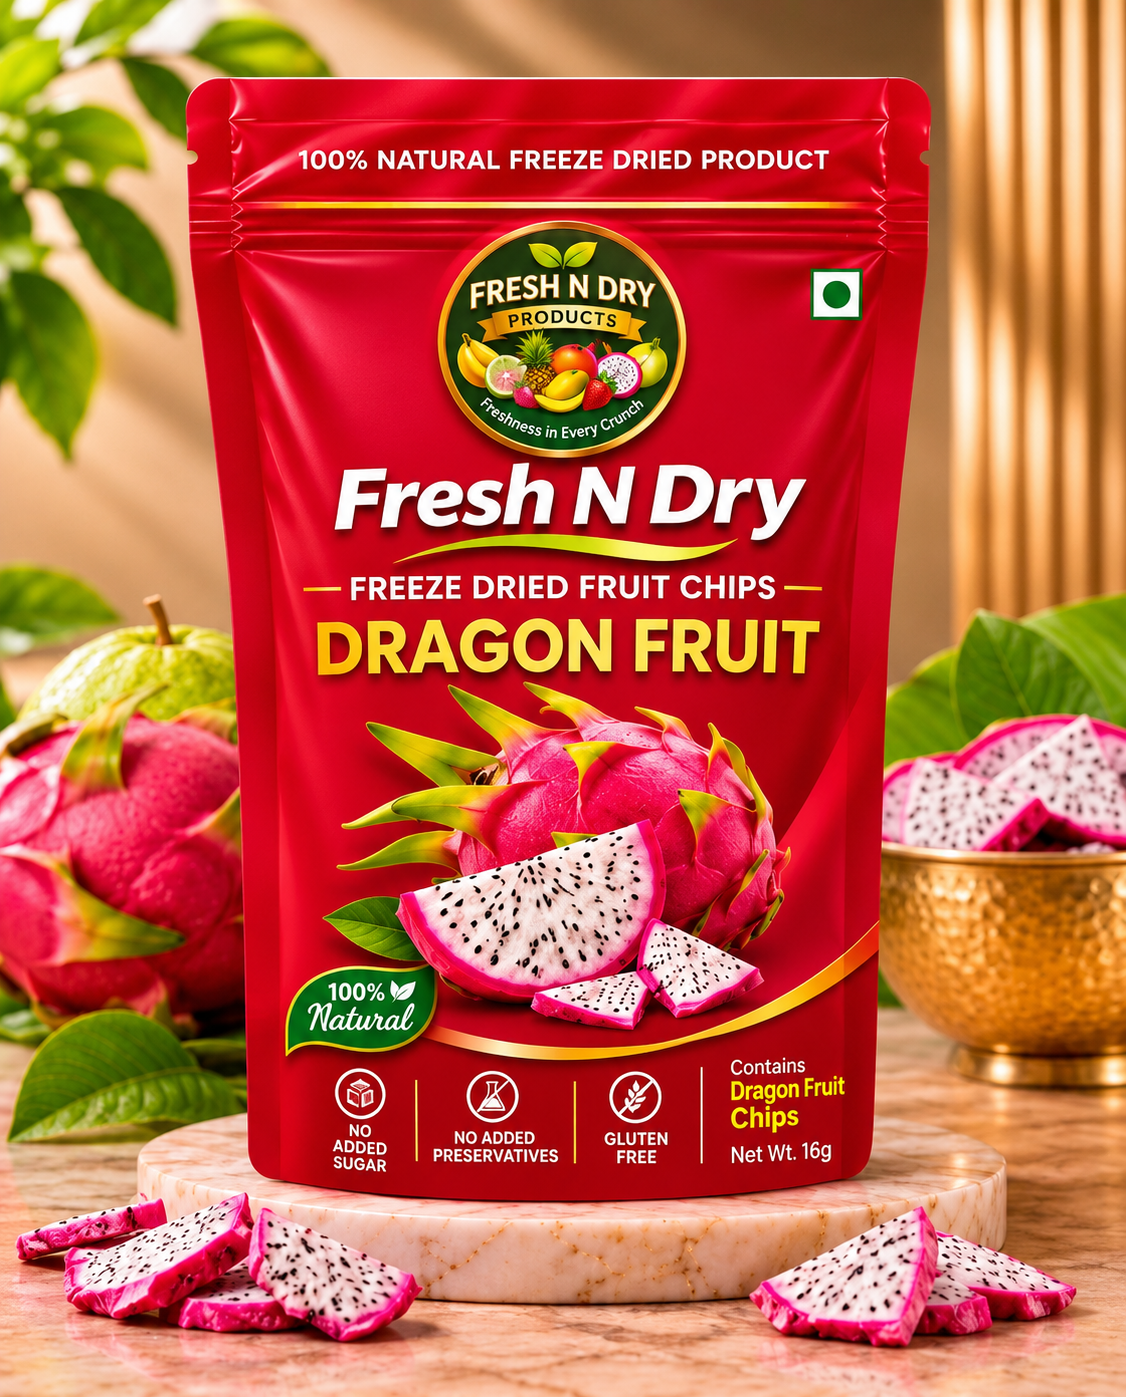 100% NATURAL FREEZE DRIED PRODUCT
FRESH N DRY
PRODUCTS
Freshness in Every Crunch
Fresh N Dry
FREEZE DRIED FRUIT CHIPS
DRAGON FRUIT
100%
Natural
NO
ADDED
SUGAR
NO ADDED
PRESERVATIVES
GLUTEN
FREE
Contains
Dragon Fruit
Chips
Net Wt. 16g